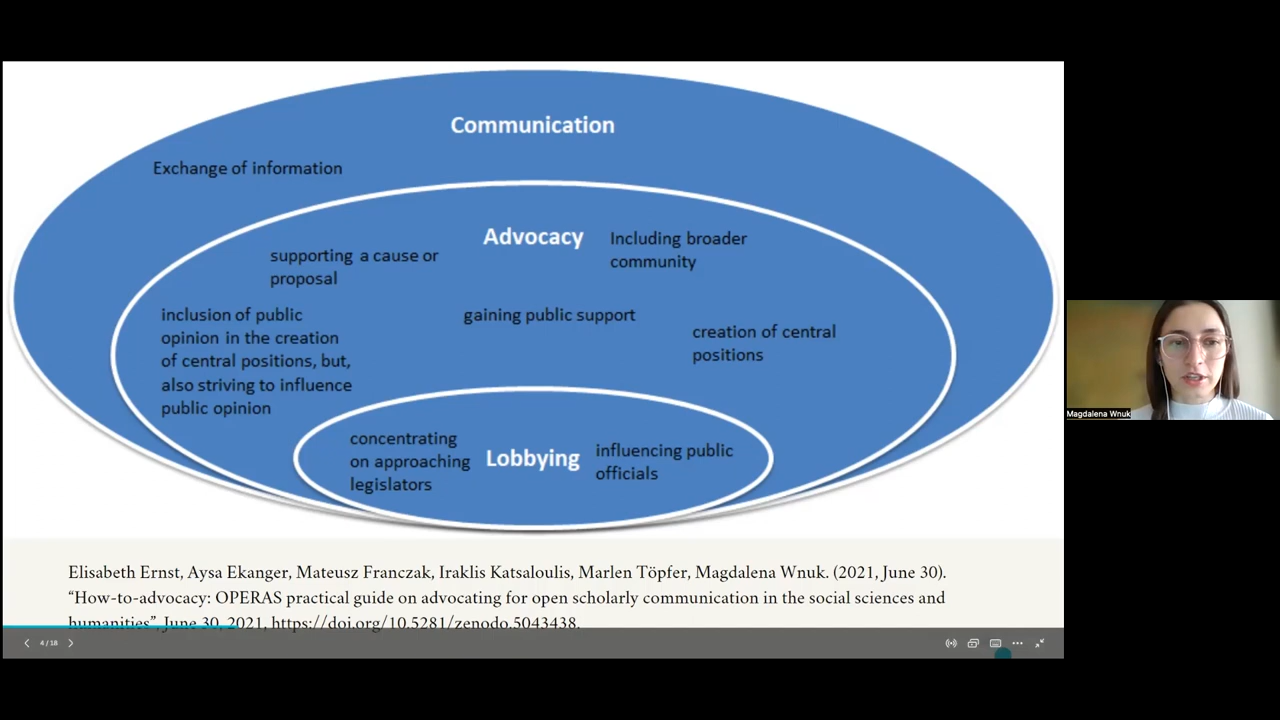 Communication
Exchange of information
Advocacy
Including broader
community
supporting a cause or
proposal
inclusion of public
opinion in the creation
of central positions, but,
also striving to influence
public opinion
gaining public support
creation of central
positions
concentrating
on approaching
legislators
Lobbying
influencing public
officials
Elisabeth Ernst, Aysa Ekanger, Mateusz Franczak, Iraklis Katsaloulis, Marlen Töpfer, Magdalena Wnuk. (2021, June 30).
“How-to-advocacy: OPERAS practical guide on advocating for open scholarly communication in the social sciences and
humanities”, June 30, 2021, https://doi.org/10.5281/zenodo.5043438.
4 / 18
Magdalena Wnuk